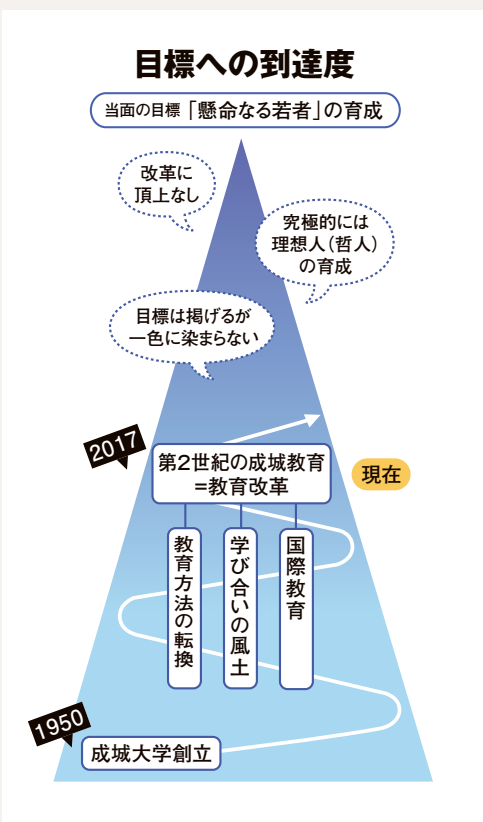 目標への到達度
当面の目標「懸命なる若者」の育成
改革に
頂上なし
究極的には
理想人(哲人)
の育成
目標は掲げるが
一色に染まらない
2017
第2世紀の成城教育
=教育改革
現在
教育方法の転換
学び合いの風土
国際教育
1950
成城大学創立